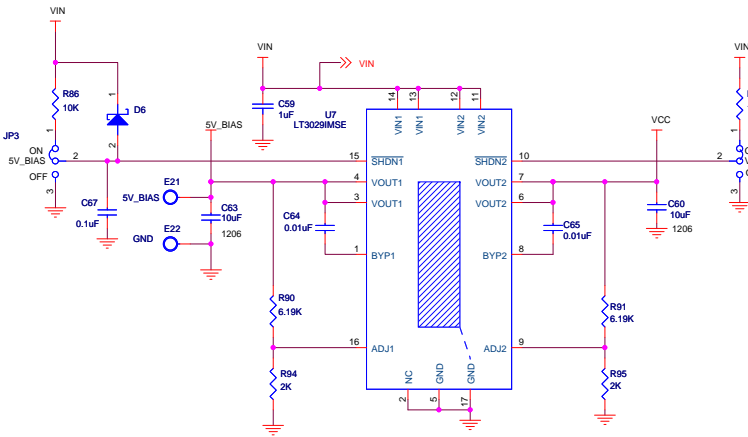 VIN
VIN
VIN
VIN
R86
10K
1
D6
2
JP3
1
ON
5V_BIAS
OFF
2
3
C67
0.1uF
5V_BIAS
E21
5V_BIAS
E22
GND
C63
10uF
1206
C59
1uF
U7
LT3029IMSE
14
13
12
11
VIN1
VIN1
VIN2
VIN2
15
SHDN1
SHDN2
10
4
VOUT1
VOUT2
7
3
VOUT1
VOUT2
6
C64
0.01uF
C65
0.01uF
1
BYP1
BYP2
8
R90
6.19K
R91
6.19K
16
ADJ1
ADJ2
9
R94
2K
R95
2K
NC
GND
GND
2
5
17
VCC
C60
10uF
1206
1
2
3